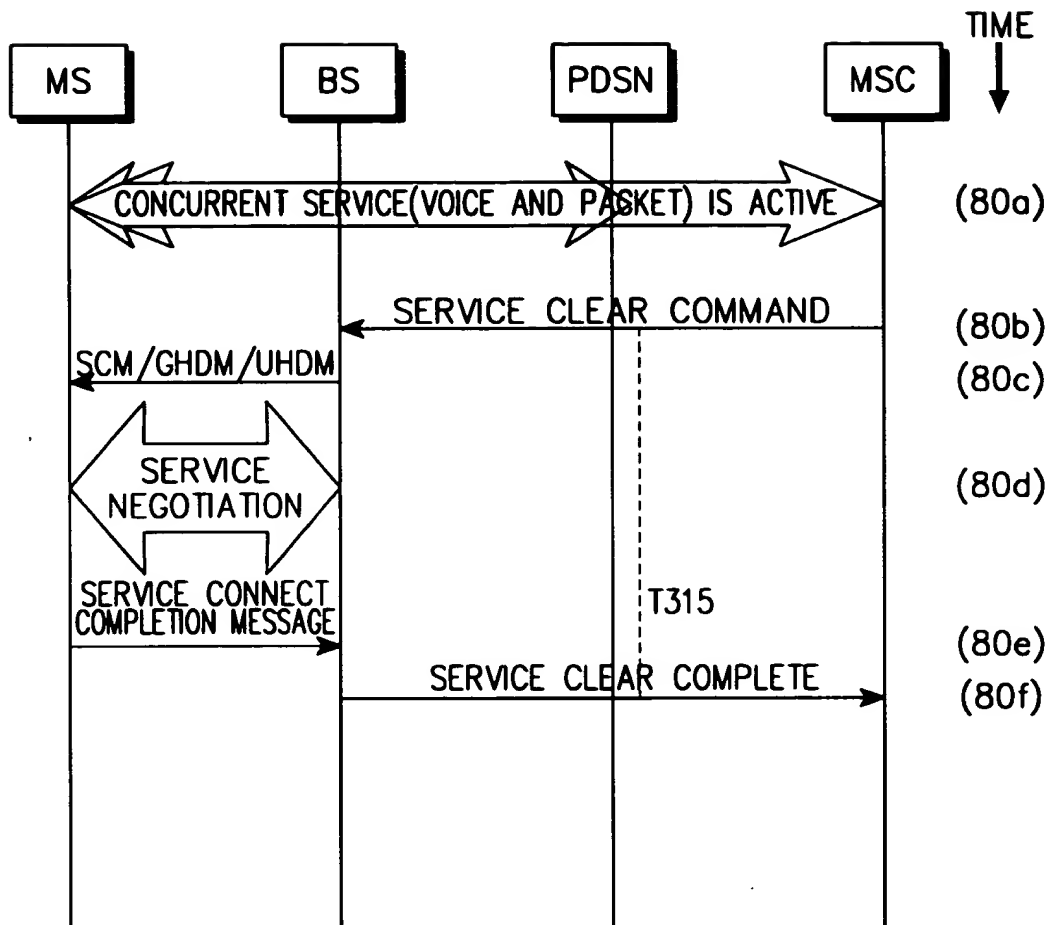 TIME
MS
BS
PDSN
MSC
CONCURRENT SERVICE(VOICE AND PACKET) IS ACTIVE
(80a)
SERVICE CLEAR COMMAND
(80b)
SCM/GHDM/UHDM
(80c)
SERVICE
NEGOTIATION
(80d)
SERVICE CONNECT
COMPLETION MESSAGE
T315
(80e)
SERVICE CLEAR COMPLETE
(80f)